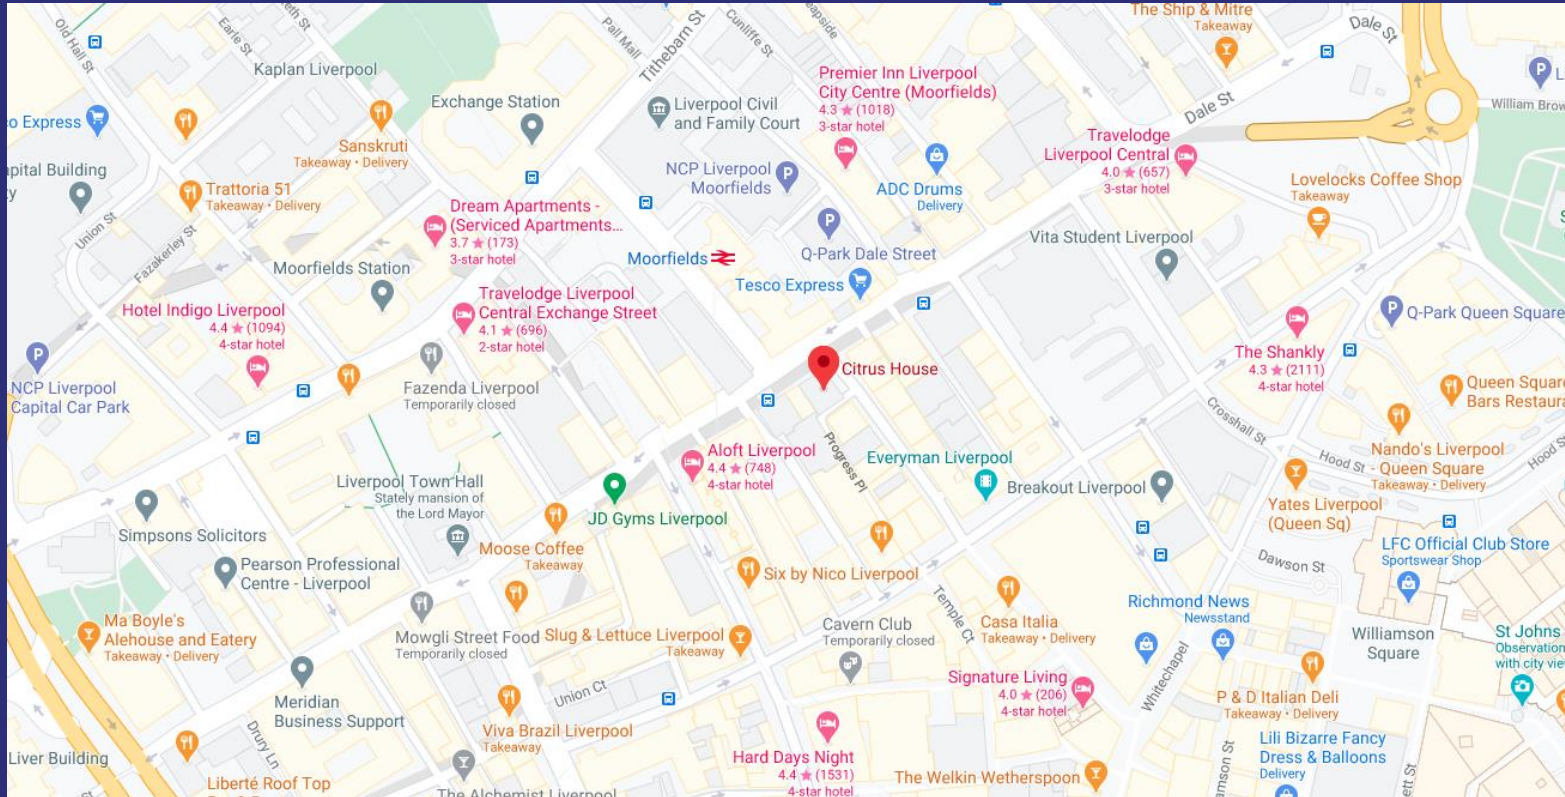 Old Hall St
Earle St
eth St
Kaplan Liverpool
Pall Mall
Tithebarn St
Cunliffe St
eapside
The Ship & Mitre
Takeaway
Dale St
co Express
Sanskruti
Takeaway • Delivery
Exchange Station
Liverpool Civil
and Family Court
Premier Inn Liverpool
City Centre (Moorfields)
4.3 ★ (1018)
3-star hotel
Dale St
William Brow
apital Building
y
Trattoria 51
Takeaway • Delivery
NCP Liverpool
Moorfields
ADC Drums
Delivery
Travelodge
Liverpool Central
4.0 ★ (657)
3-star hotel
Lovelocks Coffee Shop
Takeaway
Union St
Fazakerley St
Dream Apartments -
(Serviced Apartments...
3.7 ★ (173)
3-star hotel
Moorfields
Q-Park Dale Street
Vita Student Liverpool
Moorfields Station
Tesco Express
Hotel Indigo Liverpool
4.4 ★ (1094)
4-star hotel
Travelodge Liverpool
Central Exchange Street
4.1 ★ (696)
2-star hotel
Q-Park Queen Square
The Shankly
4.3 ★ (2111)
4-star hotel
NCP Liverpool
Capital Car Park
Fazenda Liverpool
Temporarily closed
Citrus House
Queen Square
Bars Restaura
Crosshall St
Hood St
Hood St
Nando's Liverpool
- Queen Square
Takeaway • Delivery
Liverpool Town Hall
Stately mansion of
the Lord Mayor
Aloft Liverpool
4.4 ★ (748)
4-star hotel
Progress Pl
Everyman Liverpool
Breakout Liverpool
Yates Liverpool
(Queen Sq)
Simpsons Solicitors
JD Gyms Liverpool
Moose Coffee
Takeaway
LFC Official Club Store
Sportswear Shop
Dawson St
Pearson Professional
Centre - Liverpool
Six by Nico Liverpool
Temple Ct
Casa Italia
Takeaway • Delivery
Richmond News
Newsstand
Ma Boyle's
Alehouse and Eatery
Takeaway • Delivery
Mowgli Street Food
Temporarily closed
Slug & Lettuce Liverpool
Takeaway
Cavern Club
Temporarily closed
Williamson
Square
St Johns
Observation
with city vie
Meridian
Business Support
Union Ct
Signature Living
4.0 ★ (206)
4-star hotel
Whitechapel
P & D Italian Deli
Takeaway • Delivery
Drury Ln
Viva Brazil Liverpool
Takeaway
Liver Building
Hard Days Night
4.4 ★ (1531)
4-star hotel
Lili Bizarre Fancy
Dress & Balloons
Delivery
Liberté Roof Top
The Alchemist Liverpool
The Welkin Wetherspoon
amson St
ett St